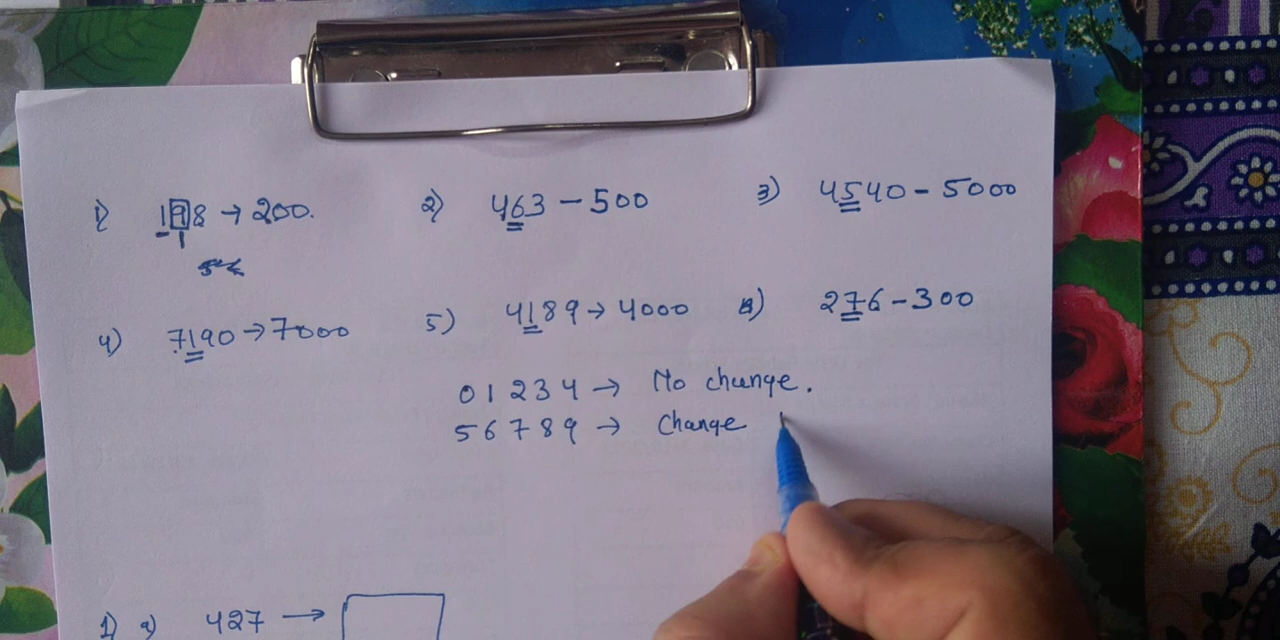 1) 198 → 200.
2) 463 - 500
3) 4540 - 5000
4) 7190 → 7000
5) 4189 → 4000
276 - 300
0 1 2 3 4 → No change.
5 6 7 8 9 → Change
1) a) 427 →